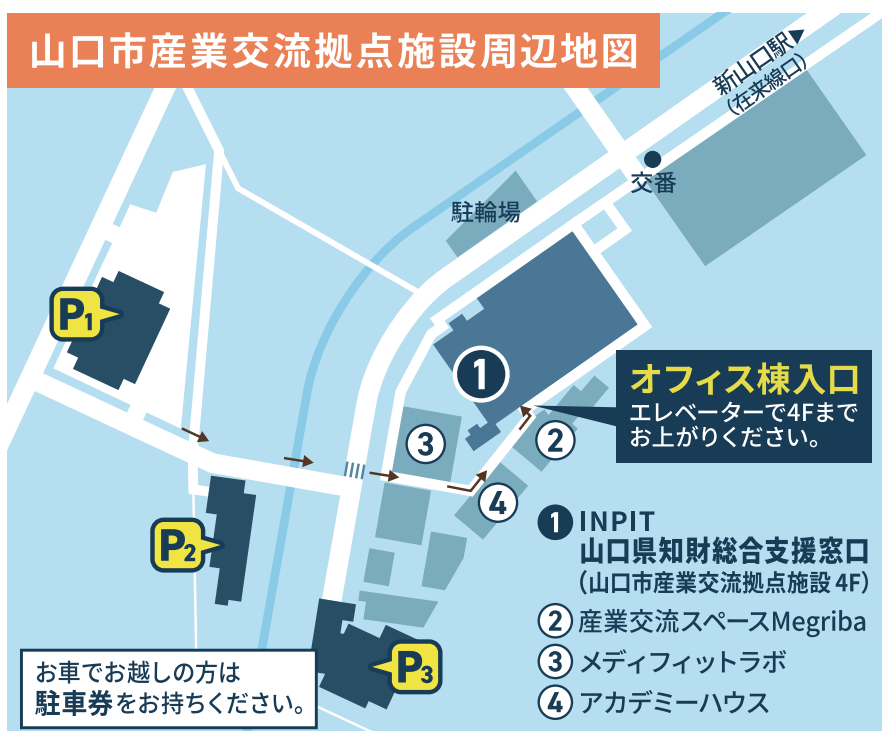 山口市産業交流拠点施設周辺地図
新山口駅▶
(在来線口)
交番
駐輪場
P1
1
オフィス棟入口
エレベーターで4Fまで
お上がりください。
3
2
4
P2
1 INPIT
山口県知財総合支援窓口
(山口市産業交流拠点施設 4F)
2 産業交流スペースMegriba
3 メディフィットラボ
4 アカデミーハウス
P3
お車でお越しの方は
駐車券をお持ちください。